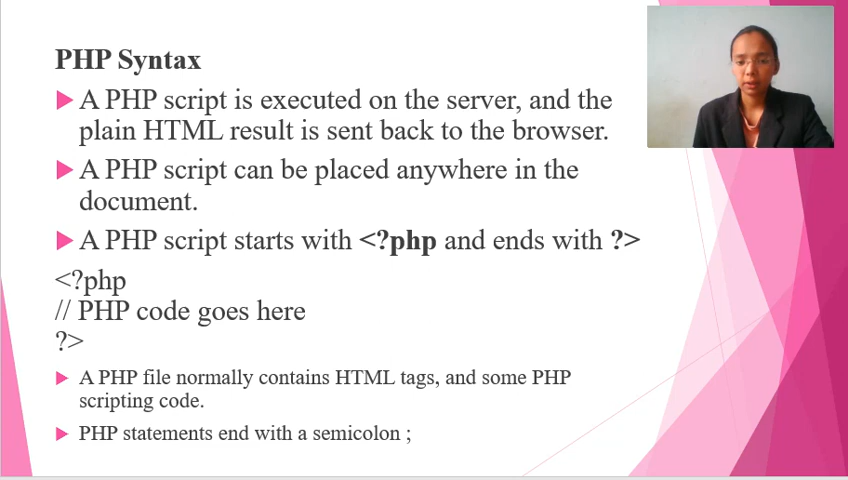 PHP Syntax
A PHP script is executed on the server, and the
plain HTML result is sent back to the browser.
A PHP script can be placed anywhere in the
document.
A PHP script starts with <?php and ends with ?>
<?php
// PHP code goes here
?>
A PHP file normally contains HTML tags, and some PHP
scripting code.
PHP statements end with a semicolon ;